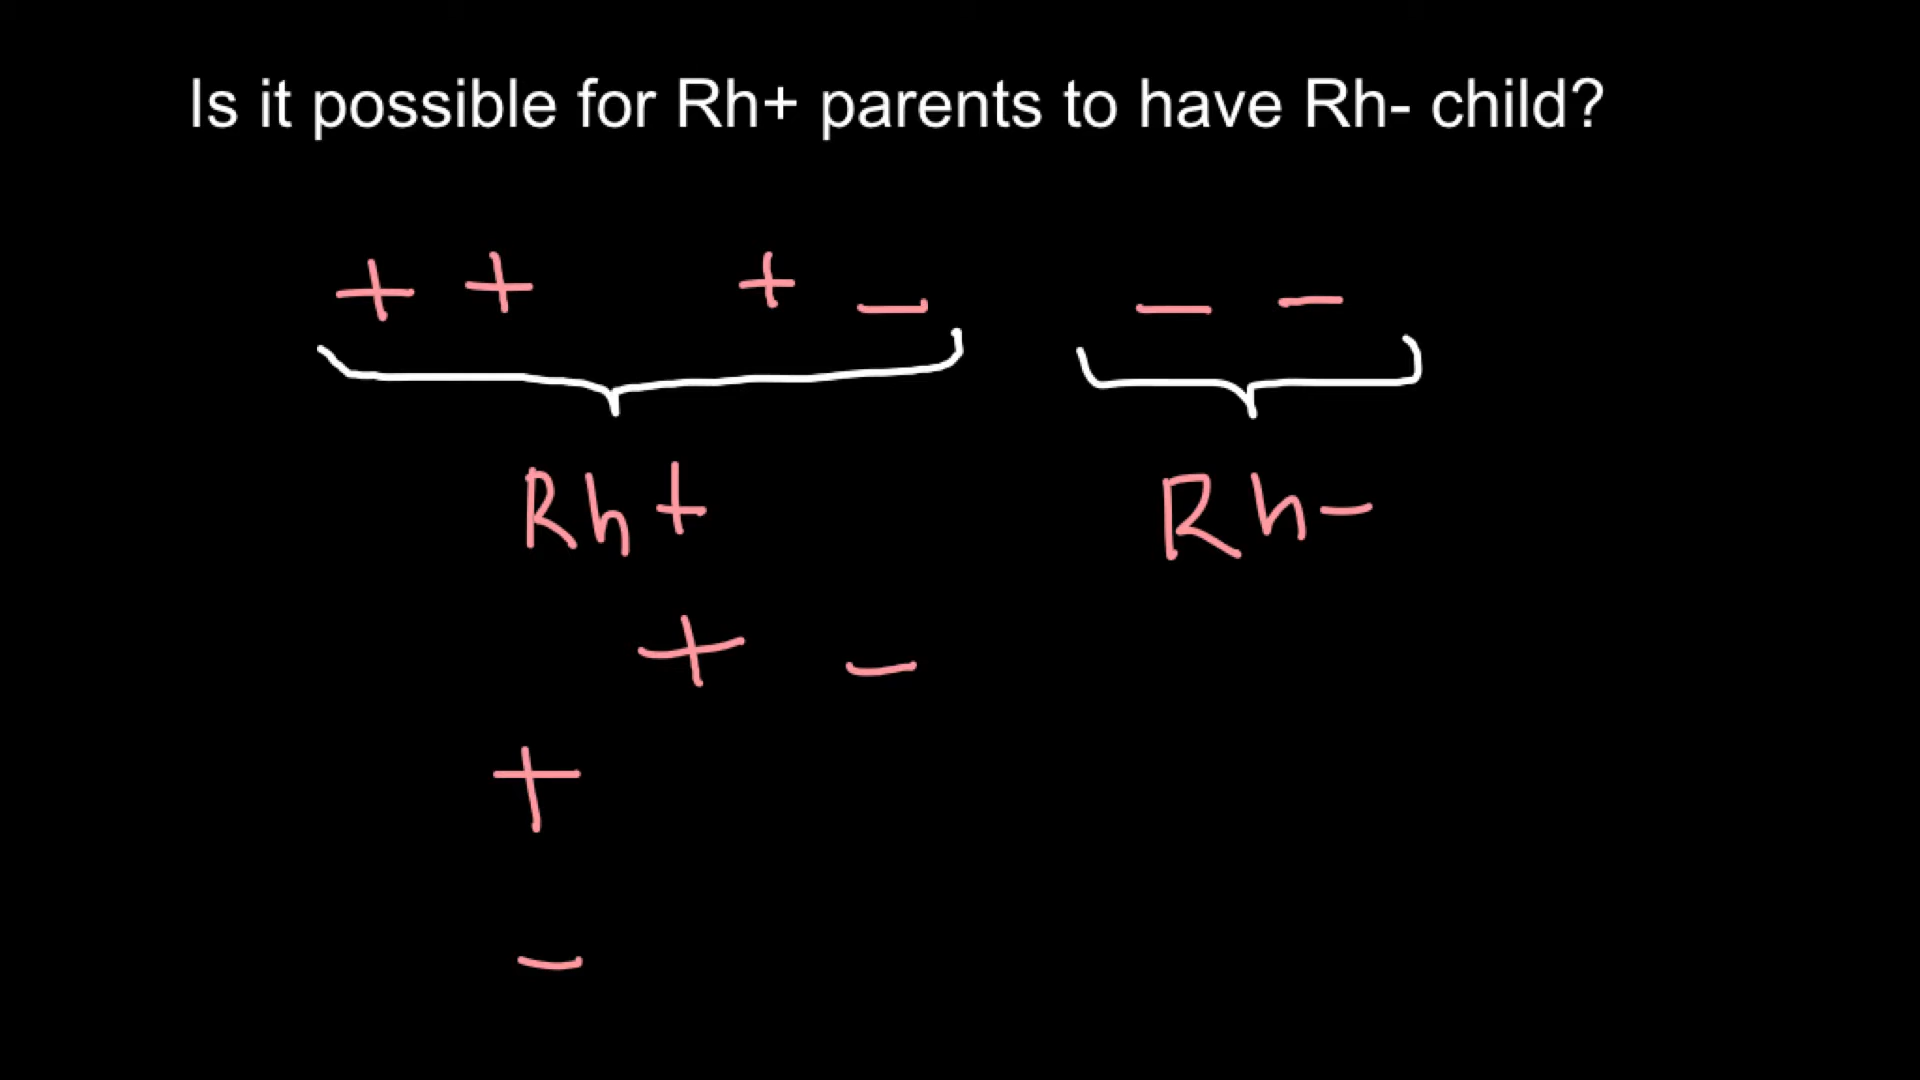 Is it possible for Rh+ parents to have Rh- child?
+ + + - - -
Rh+ Rh-
+ -
+
-